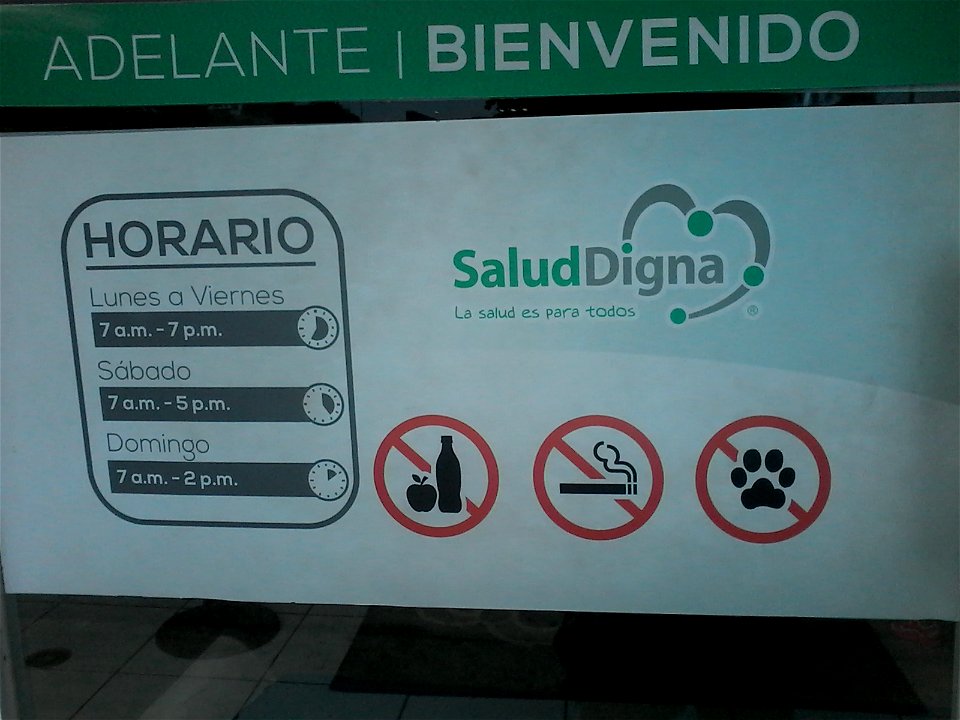 ADELANTE | BIENVENIDO
HORARIO
Lunes a Viernes
7 a.m. - 7 p.m.
Sábado
7 a.m. - 5 p.m.
Domingo
7 a.m. - 2 p.m.
SaludDigna
La salud es para todos ®